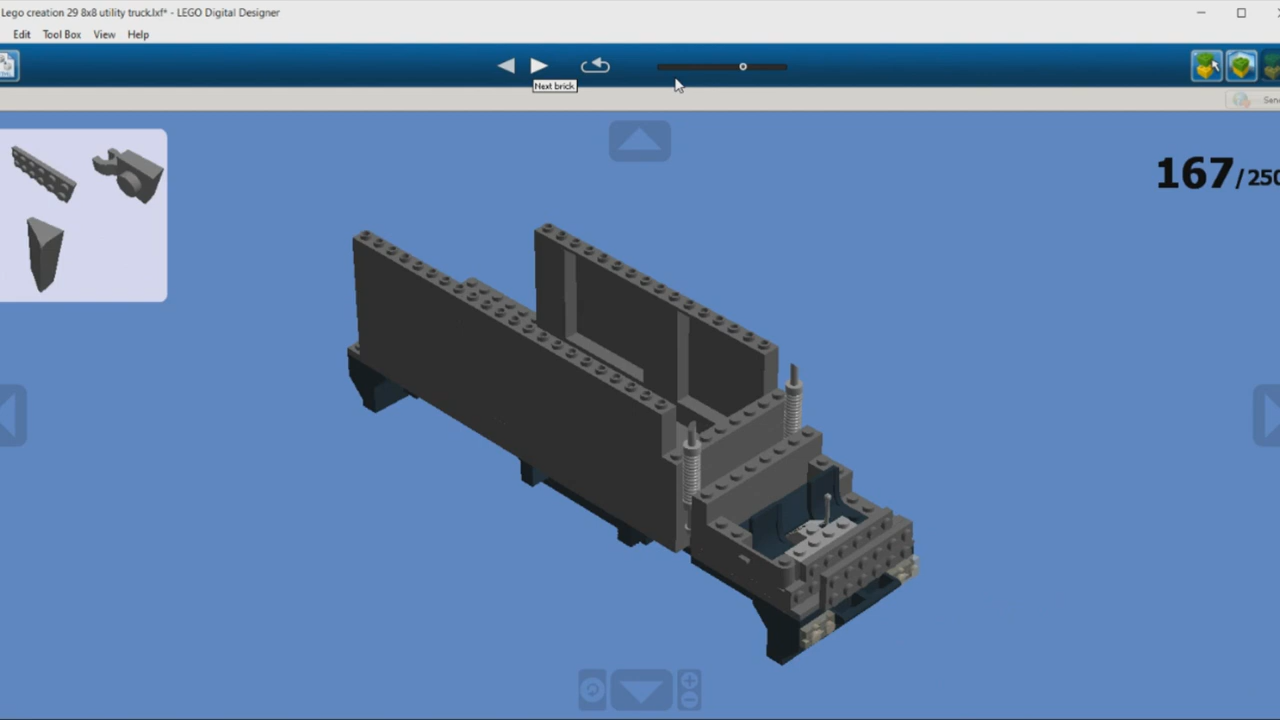 Lego creation 29 8x8 utility truck.lxf* - LEGO Digital Designer
Edit Tool Box View Help
Next brick
167/250